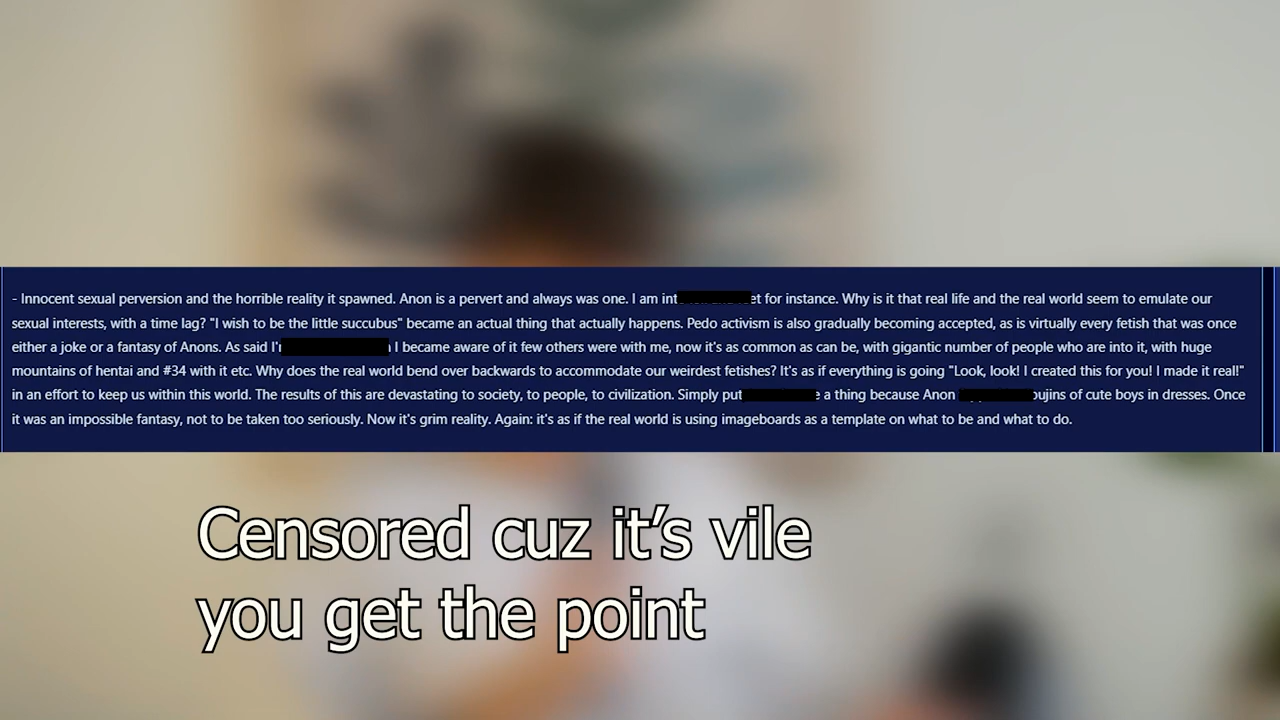 - Innocent sexual perversion and the horrible reality it spawned. Anon is a pervert and always was one. I am int et for instance. Why is it that real life and the real world seem to emulate our
sexual interests, with a time lag? "I wish to be the little succubus" became an actual thing that actually happens. Pedo activism is also gradually becoming accepted, as is virtually every fetish that was once
either a joke or a fantasy of Anons. As said I' I became aware of it few others were with me, now it's as common as can be, with gigantic number of people who are into it, with huge
mountains of hentai and #34 with it etc. Why does the real world bend over backwards to accommodate our weirdest fetishes? It's as if everything is going "Look, look! I created this for you! I made it real!"
in an effort to keep us within this world. The results of this are devastating to society, to people, to civilization. Simply put e a thing because Anon oujins of cute boys in dresses. Once
it was an impossible fantasy, not to be taken too seriously. Now it's grim reality. Again: it's as if the real world is using imageboards as a template on what to be and what to do.
Censored cuz it's vile
you get the point